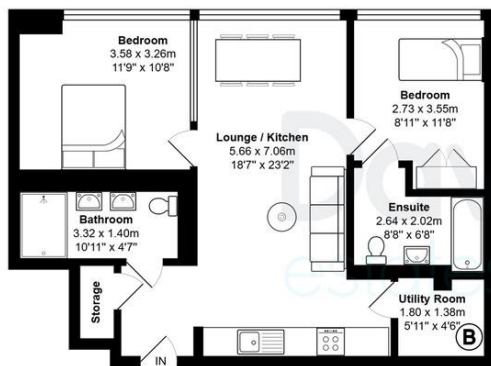 Bedroom
3.58 x 3.26m
11'9" x 10'8"
Bedroom
2.73 x 3.55m
8'11" x 11'8"
Lounge / Kitchen
5.66 x 7.06m
18'7" x 23'2"
Bathroom
3.32 x 1.40m
10'11" x 4'7"
Ensuite
2.64 x 2.02m
8'8" x 6'8"
Storage
Utility Room
1.80 x 1.38m
5'11" x 4'6"
B
IN